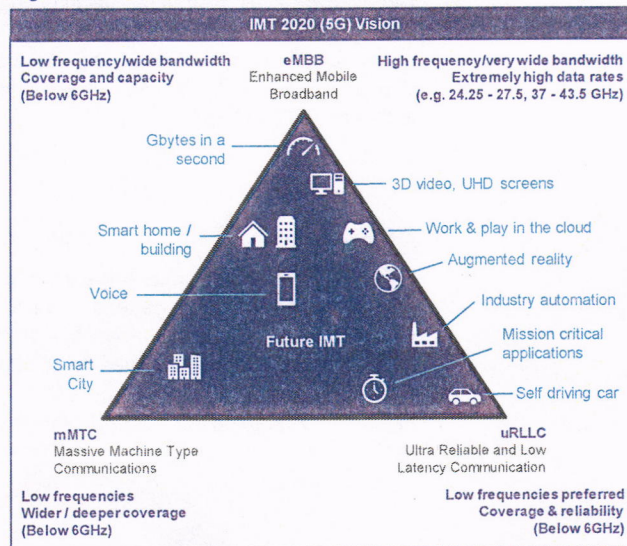 IMT 2020 (5G) Vision
Low frequency/wide bandwidth
Coverage and capacity
(Below 6GHz)
eMBB
Enhanced Mobile
Broadband
High frequency/very wide bandwidth
Extremely high data rates
(e.g. 24.25 - 27.5, 37 - 43.5 GHz)
Gbytes in a
second
3D video, UHD screens
Smart home /
building
Work & play in the cloud
Augmented reality
Voice
Industry automation
Future IMT
Mission critical
applications
Smart
City
Self driving car
mMTC
Massive Machine Type
Communications
uRLLC
Ultra Reliable and Low
Latency Communication
Low frequencies
Wider / deeper coverage
(Below 6GHz)
Low frequencies preferred
Coverage & reliability
(Below 6GHz)